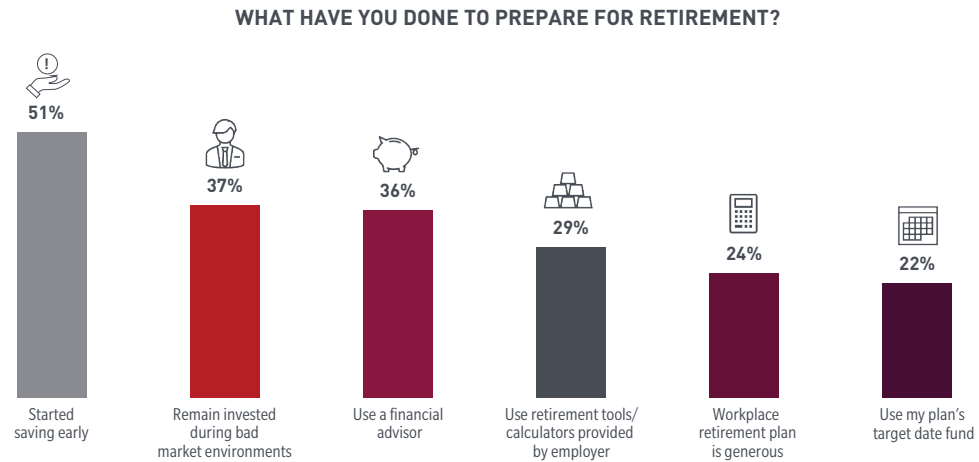 WHAT HAVE YOU DONE TO PREPARE FOR RETIREMENT?
!
51%
37%
36%
29%
24%
22%
Started
saving early
Remain invested
during bad
market environments
Use a financial
advisor
Use retirement tools/
calculators provided
by employer
Workplace
retirement plan
is generous
Use my plan's
target date fund